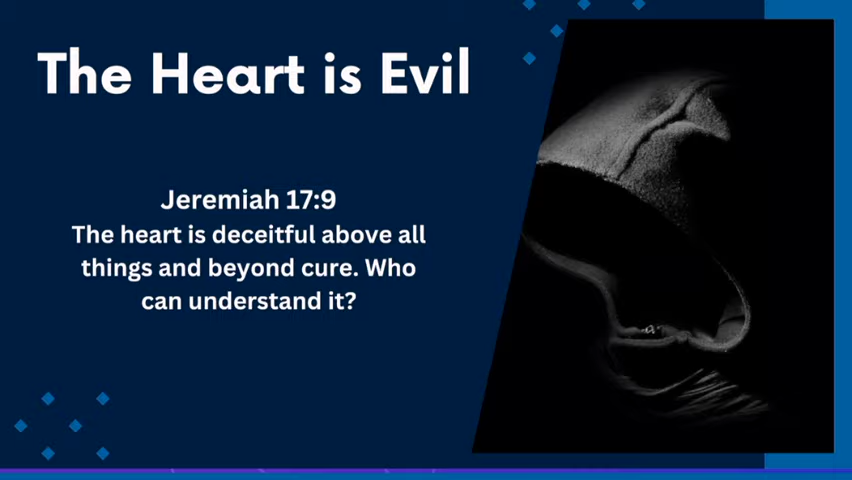 The Heart is Evil
Jeremiah 17:9
The heart is deceitful above all
things and beyond cure. Who
can understand it?